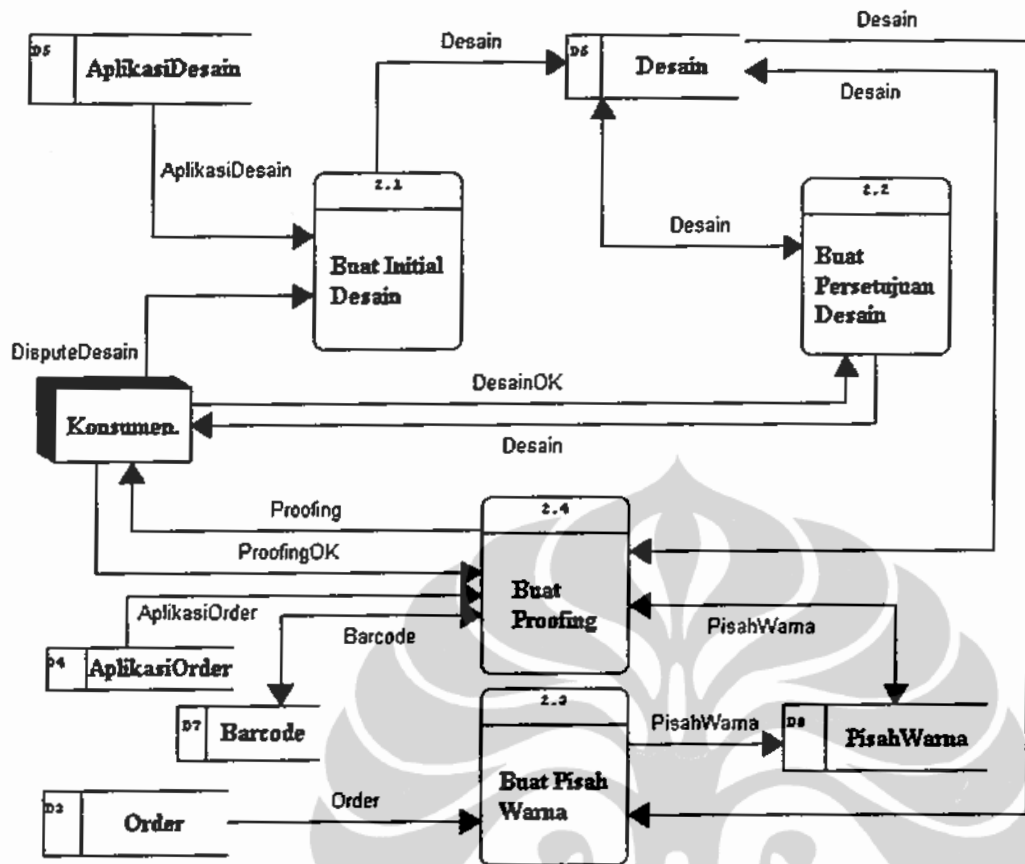 Desain
Desain
D5
AplikasiDesain
D6
Desain
Desain
AplikasiDesain
2.1
2.2
Desain
Buat Initial
Desain
Buat
Persetujuan
Desain
DisputeDesain
DesainOK
Konsumen.
Desain
Proofing
2.4
ProofingOK
Buat
Proofing
AplikasiOrder
Barcode
PisahWarna
D4
AplikasiOrder
2.3
D7
Barcode
PisahWarna
D8
PisahWarna
Buat Pisah
Warna
Order
Order